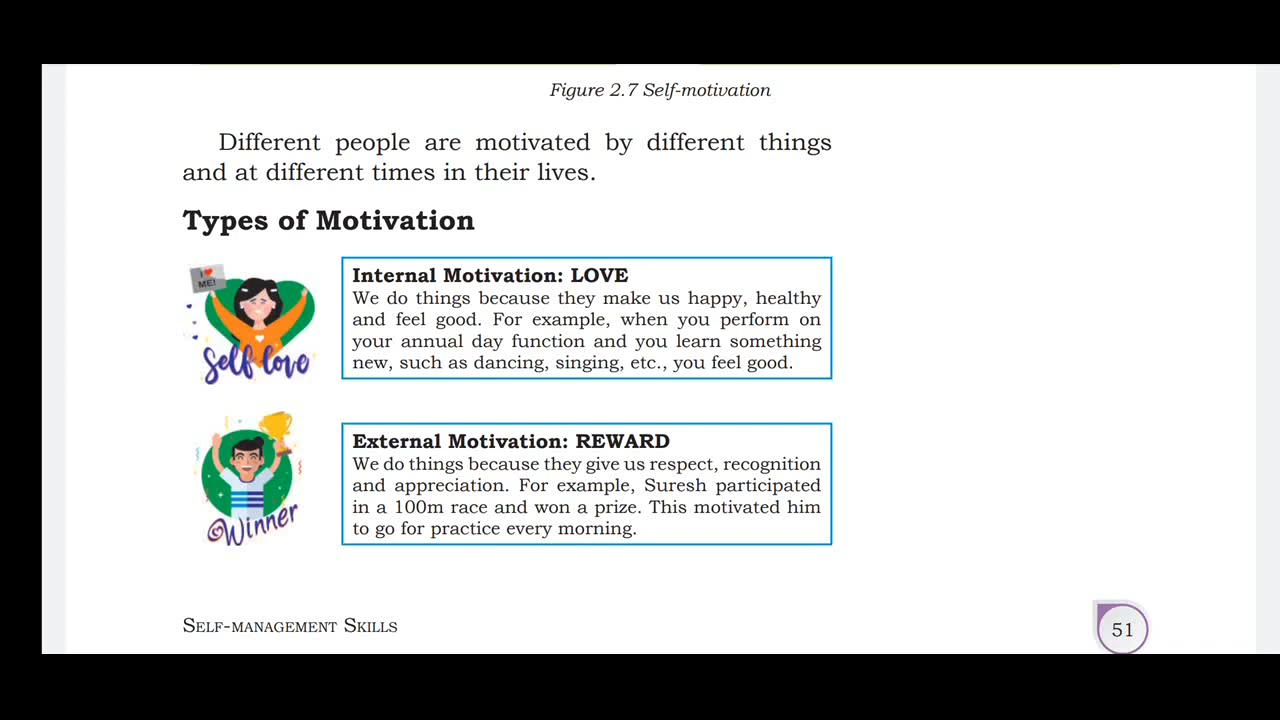 Figure 2.7 Self-motivation
Different people are motivated by different things
and at different times in their lives.
Types of Motivation
I ♥
ME!
Self love
Internal Motivation: LOVE
We do things because they make us happy, healthy
and feel good. For example, when you perform on
your annual day function and you learn something
new, such as dancing, singing, etc., you feel good.
Winner
External Motivation: REWARD
We do things because they give us respect, recognition
and appreciation. For example, Suresh participated
in a 100m race and won a prize. This motivated him
to go for practice every morning.
Self-management Skills
51